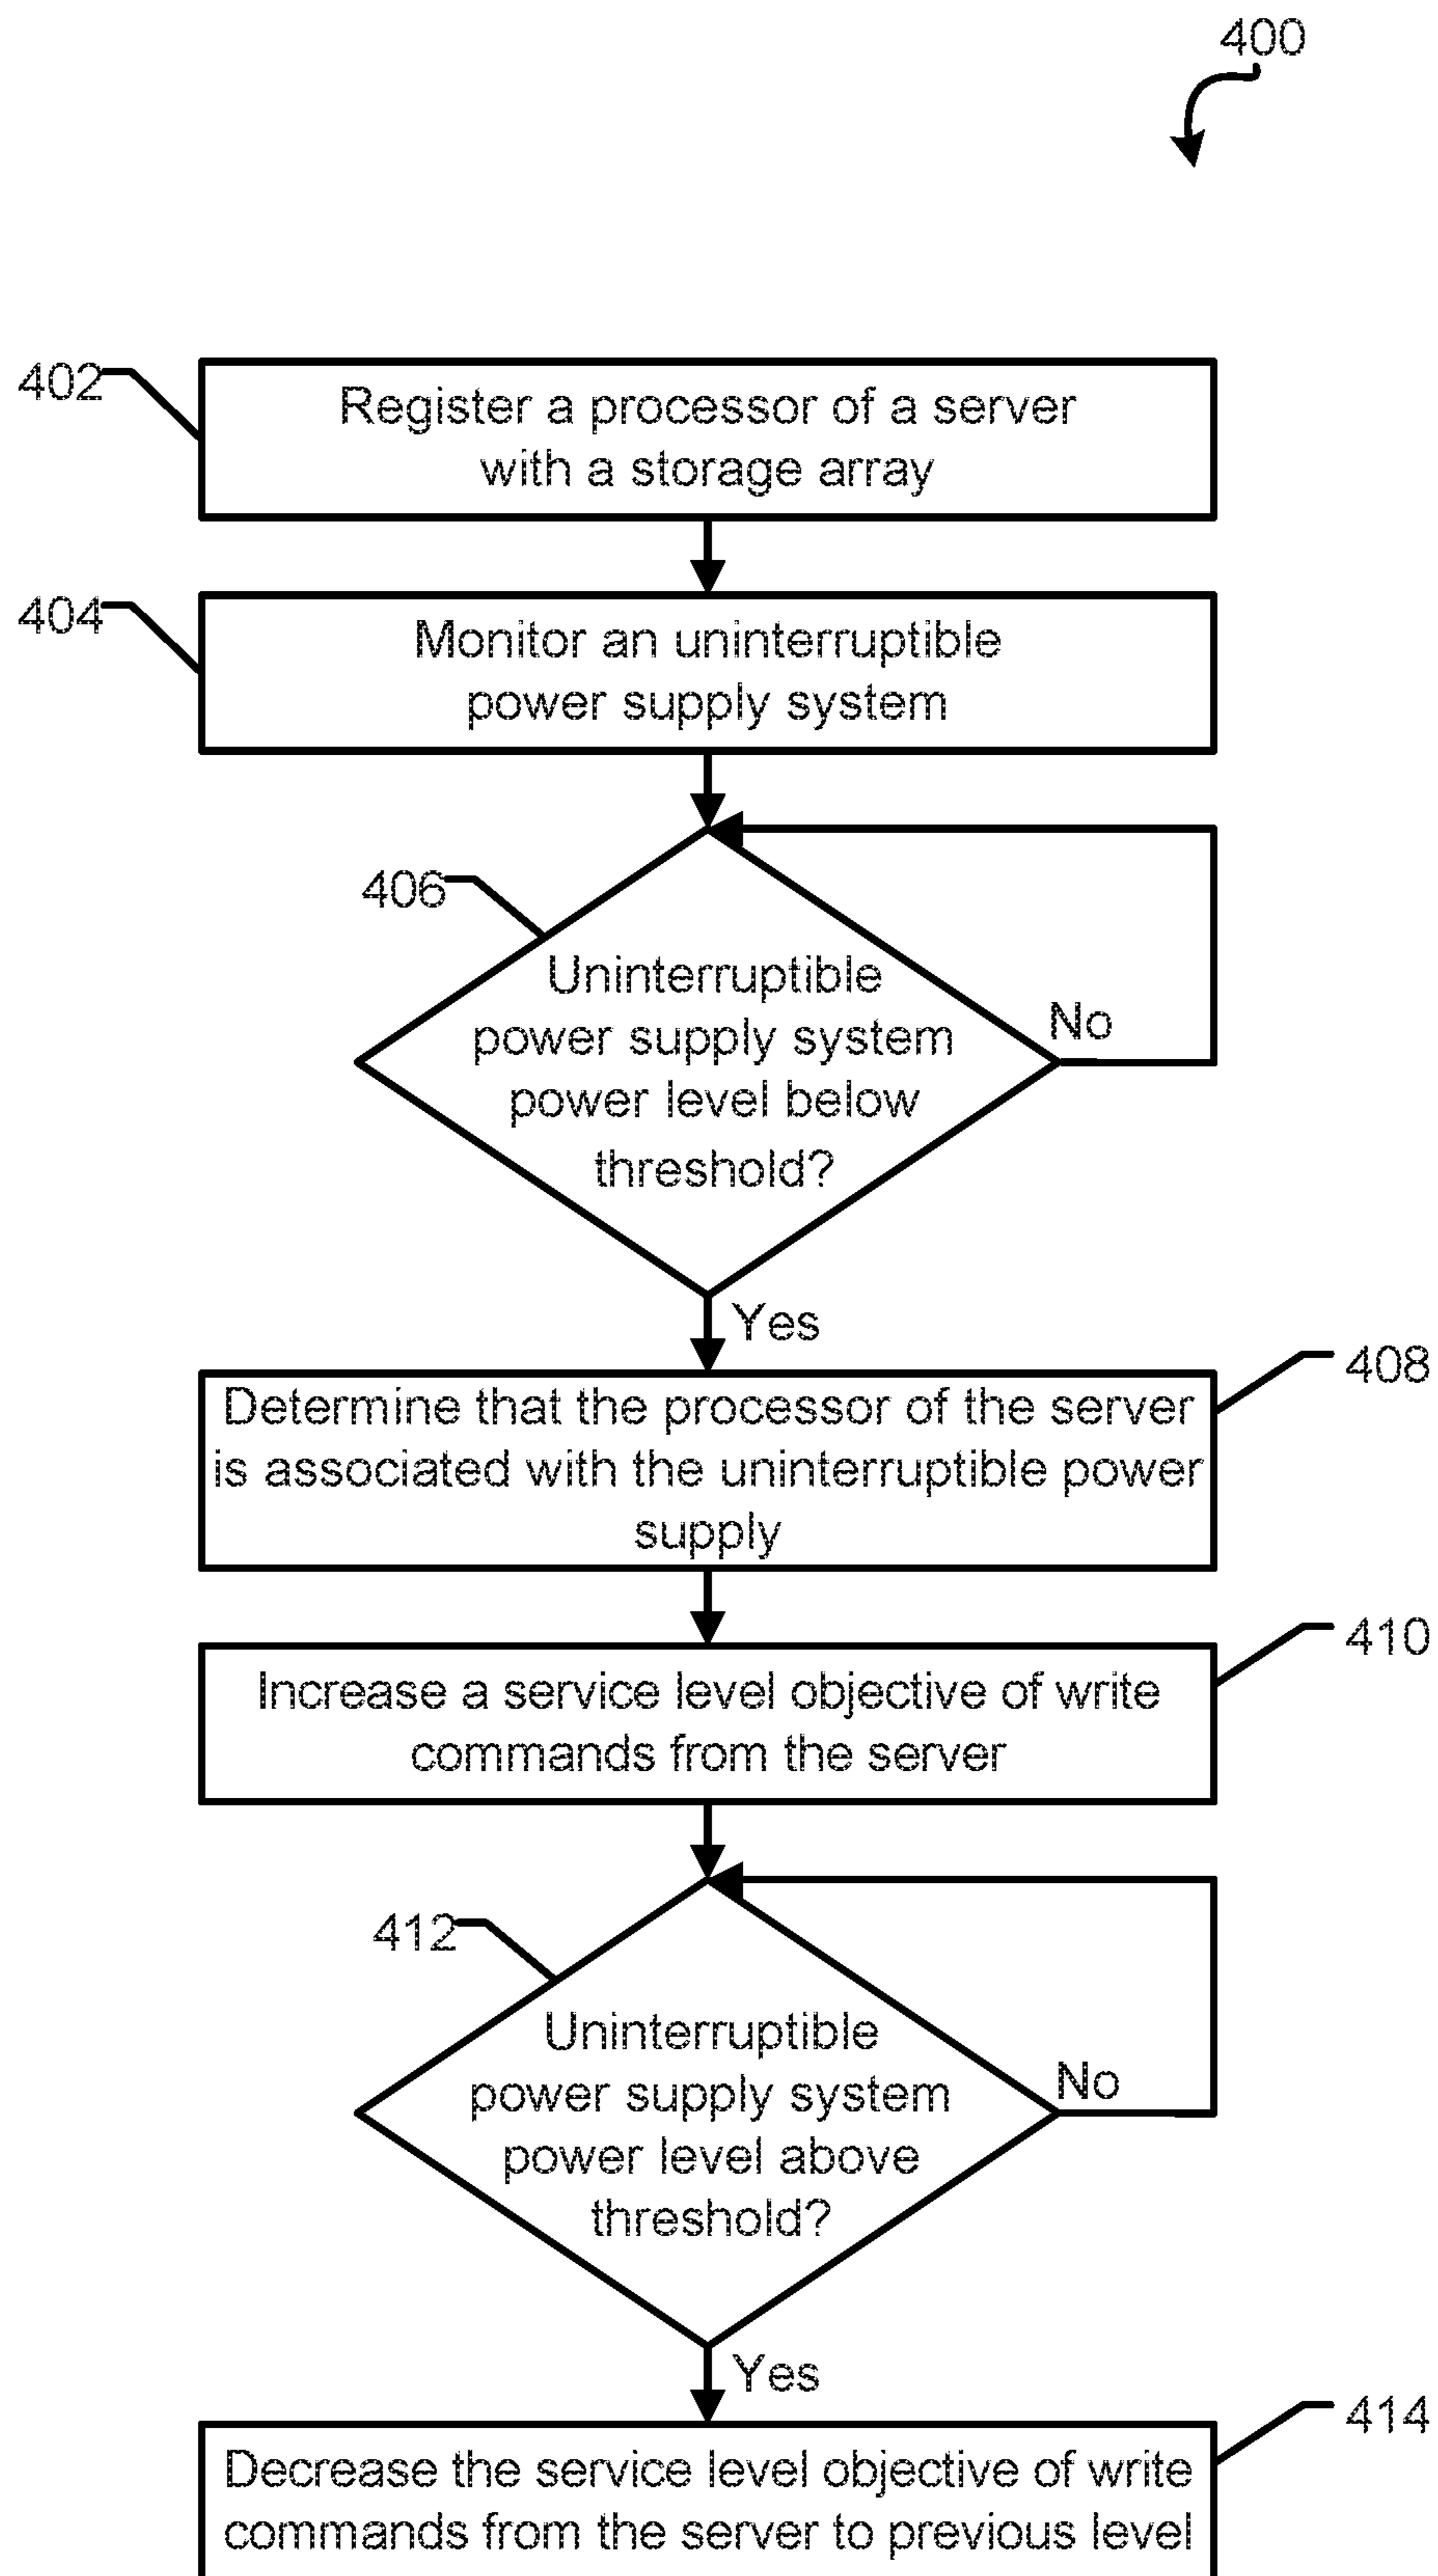 400
402
Register a processor of a server
with a storage array
404
Monitor an uninterruptible
power supply system
406
Uninterruptible
power supply system
power level below
threshold?
No
Yes
408
Determine that the processor of the server
is associated with the uninterruptible power
supply
410
Increase a service level objective of write
commands from the server
412
Uninterruptible
power supply system
power level above
threshold?
No
Yes
414
Decrease the service level objective of write
commands from the server to previous level